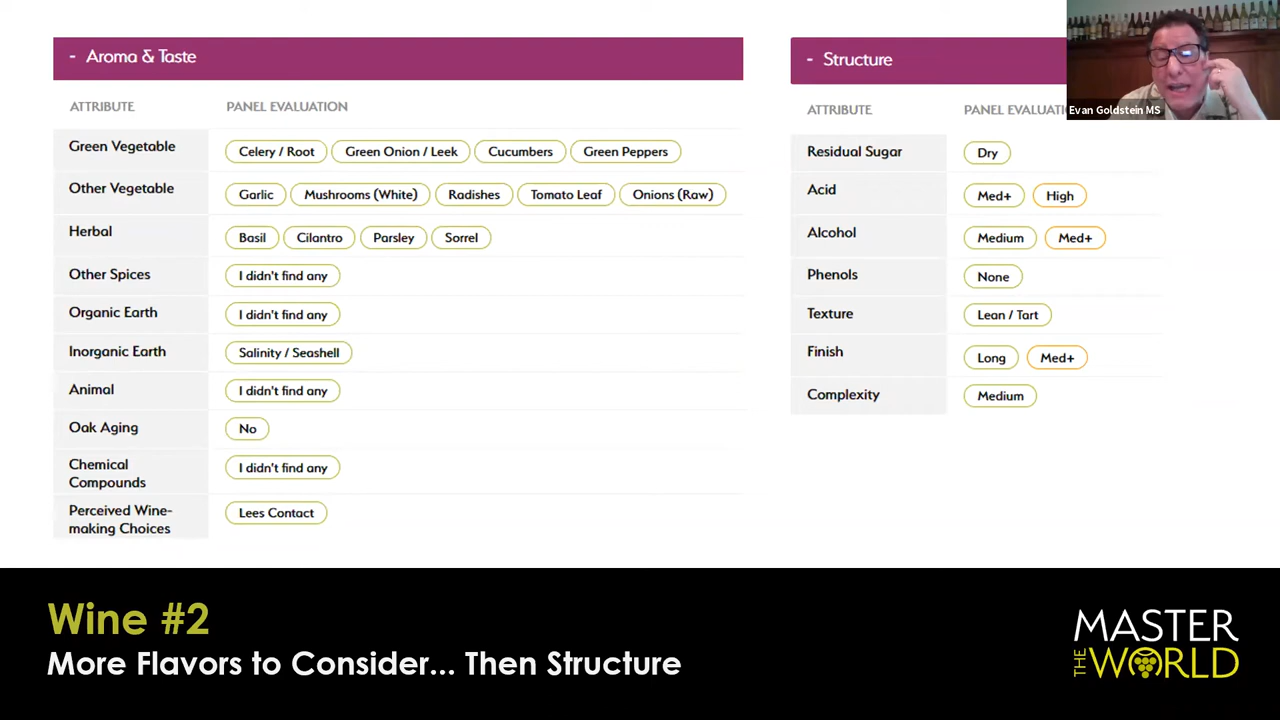 - Aroma & Taste
ATTRIBUTE PANEL EVALUATION
Green Vegetable Celery / Root Green Onion / Leek Cucumbers Green Peppers
Other Vegetable Garlic Mushrooms (White) Radishes Tomato Leaf Onions (Raw)
Herbal Basil Cilantro Parsley Sorrel
Other Spices I didn't find any
Organic Earth I didn't find any
Inorganic Earth Salinity / Seashell
Animal I didn't find any
Oak Aging No
Chemical
Compounds I didn't find any
Perceived Wine-
making Choices Lees Contact
- Structure
ATTRIBUTE PANEL EVALUATIO
Residual Sugar Dry
Acid Med+ High
Alcohol Medium Med+
Phenols None
Texture Lean / Tart
Finish Long Med+
Complexity Medium
Evan Goldstein MS
Wine #2
More Flavors to Consider... Then Structure
MASTER
THE WORLD